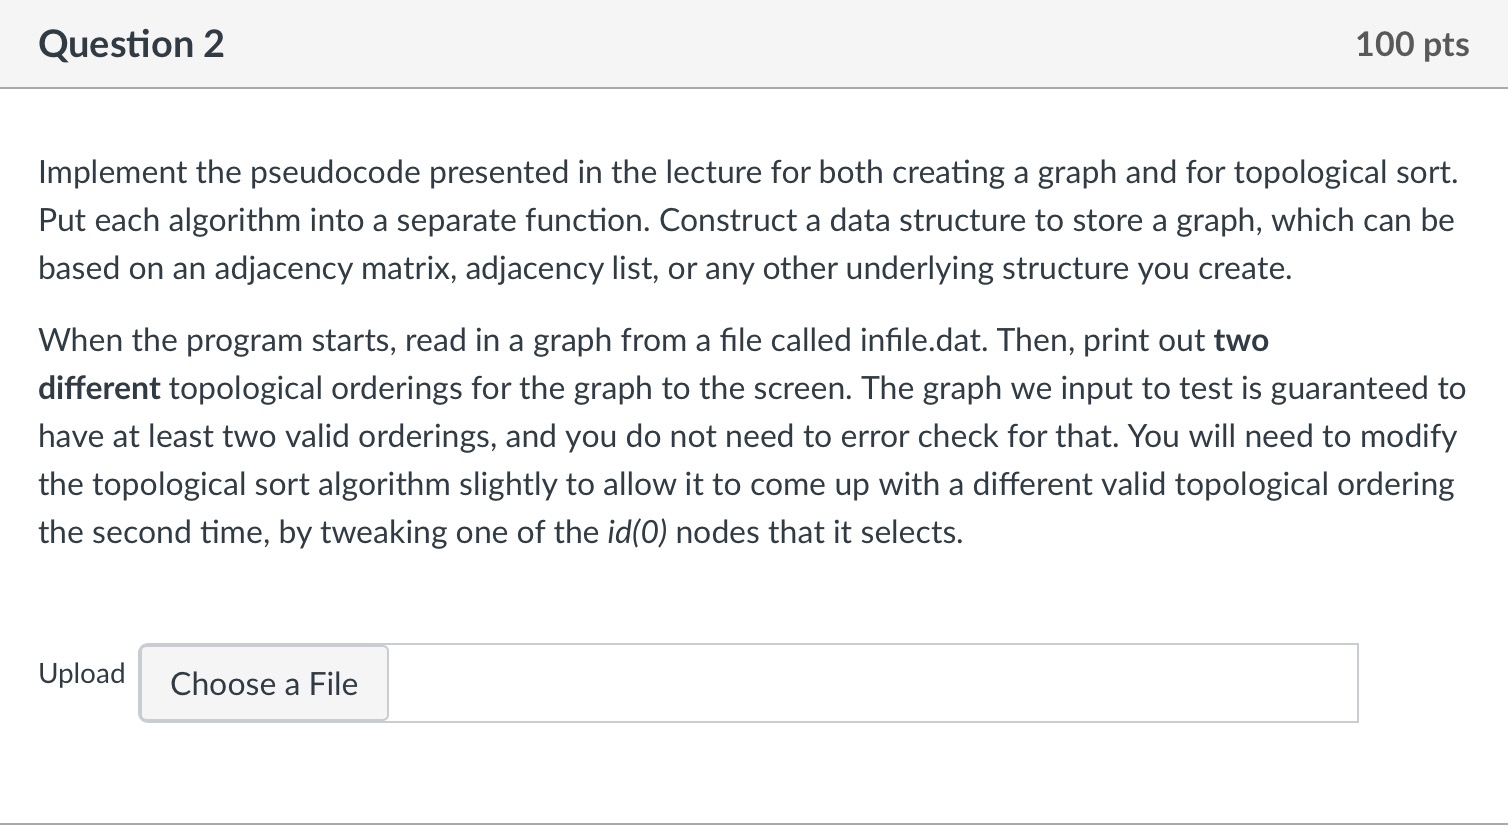 Question 2
100 pts
Implement the pseudocode presented in the lecture for both creating a graph and for topological sort.
Put each algorithm into a separate function. Construct a data structure to store a graph, which can be
based on an adjacency matrix, adjacency list, or any other underlying structure you create.
When the program starts, read in a graph from a file called infile.dat. Then, print out two
different topological orderings for the graph to the screen. The graph we input to test is guaranteed to
have at least two valid orderings, and you do not need to error check for that. You will need to modify
the topological sort algorithm slightly to allow it to come up with a different valid topological ordering
the second time, by tweaking one of the id(0) nodes that it selects.
Upload
Choose a File